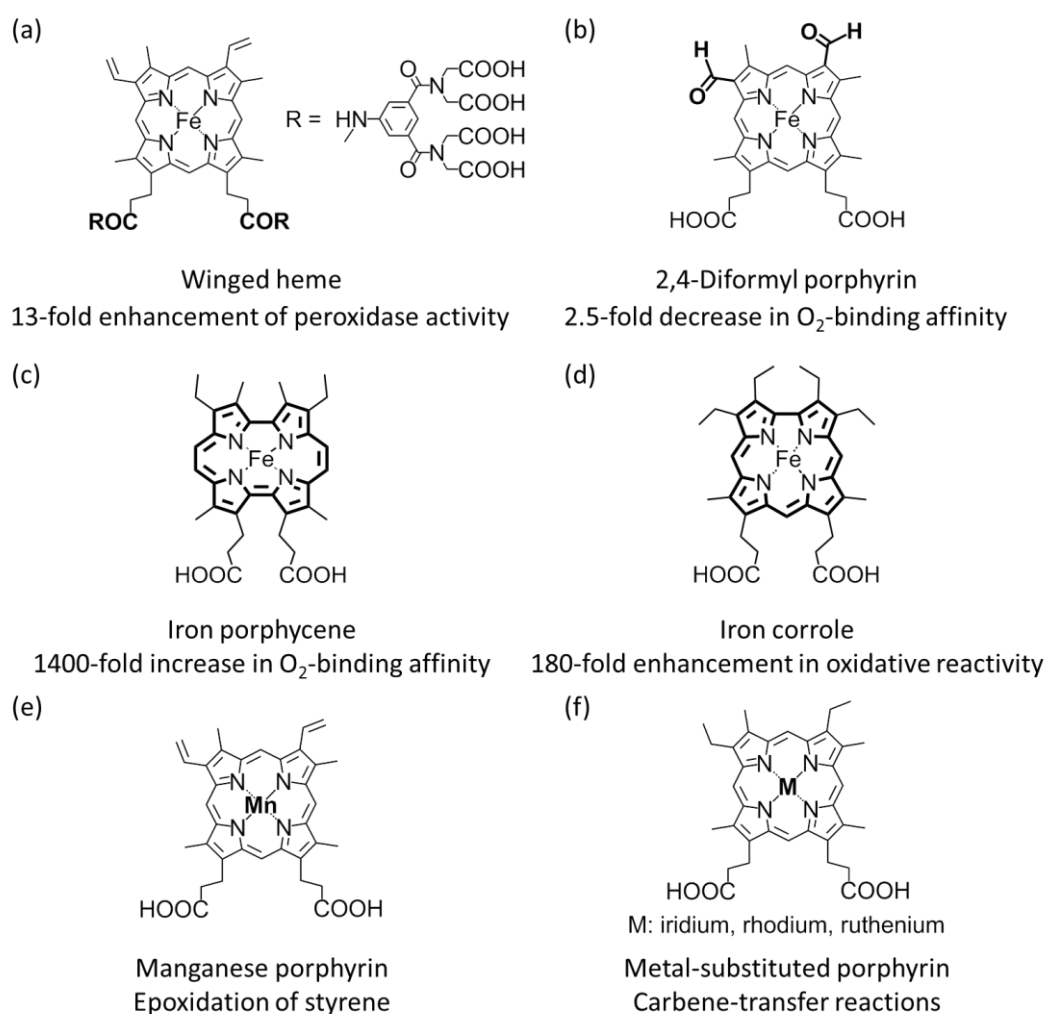 (a)
Fe
N N
N N
R =
HN
O
N
COOH
COOH
O
N
COOH
COOH
ROC COR
Winged heme
13-fold enhancement of peroxidase activity
(b)
H
O
O H
N N
Fe
N N
HOOC COOH
2,4-Diformyl porphyrin
2.5-fold decrease in O₂-binding affinity
(c)
N N
Fe
N N
HOOC COOH
Iron porphycene
1400-fold increase in O₂-binding affinity
(d)
N N
Fe
N N
HOOC COOH
Iron corrole
180-fold enhancement in oxidative reactivity
(e)
N N
Mn
N N
HOOC COOH
Manganese porphyrin
Epoxidation of styrene
(f)
N N
M
N N
HOOC COOH
M: iridium, rhodium, ruthenium
Metal-substituted porphyrin
Carbene-transfer reactions